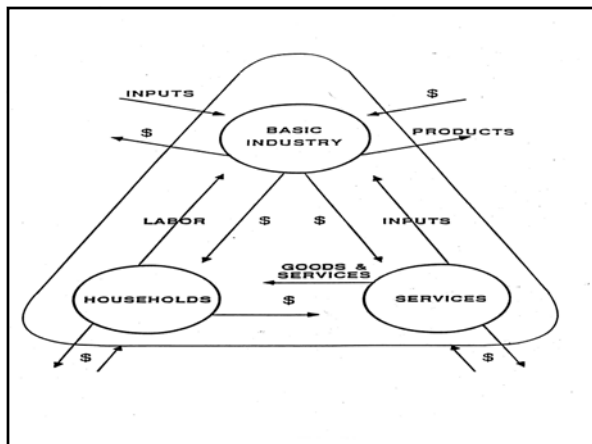 INPUTS
$
$
BASIC
INDUSTRY
PRODUCTS
LABOR
$
$
INPUTS
GOODS &
SERVICES
HOUSEHOLDS
$
SERVICES
$
$